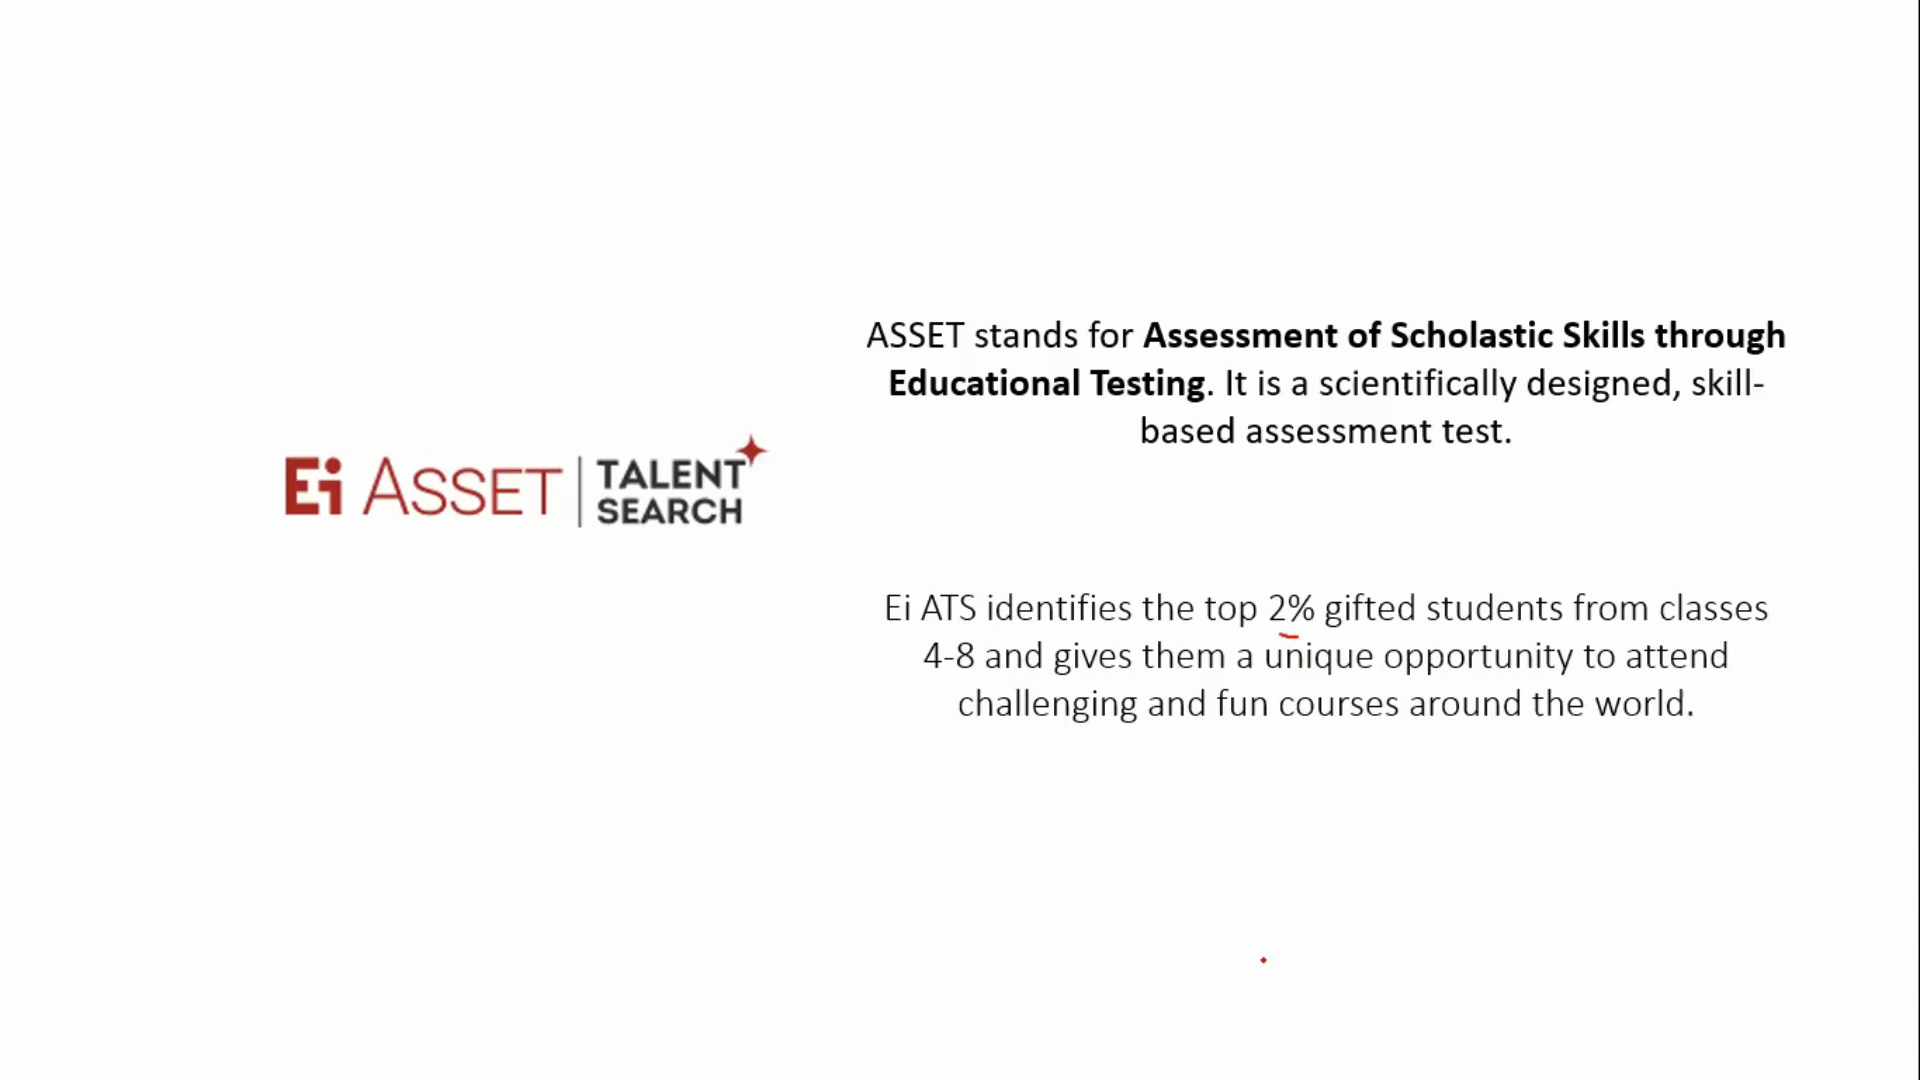 Ei ASSET
TALENT
SEARCH
ASSET stands for Assessment of Scholastic Skills through
Educational Testing. It is a scientifically designed, skill-
based assessment test.
Ei ATS identifies the top 2% gifted students from classes
4-8 and gives them a unique opportunity to attend
challenging and fun courses around the world.